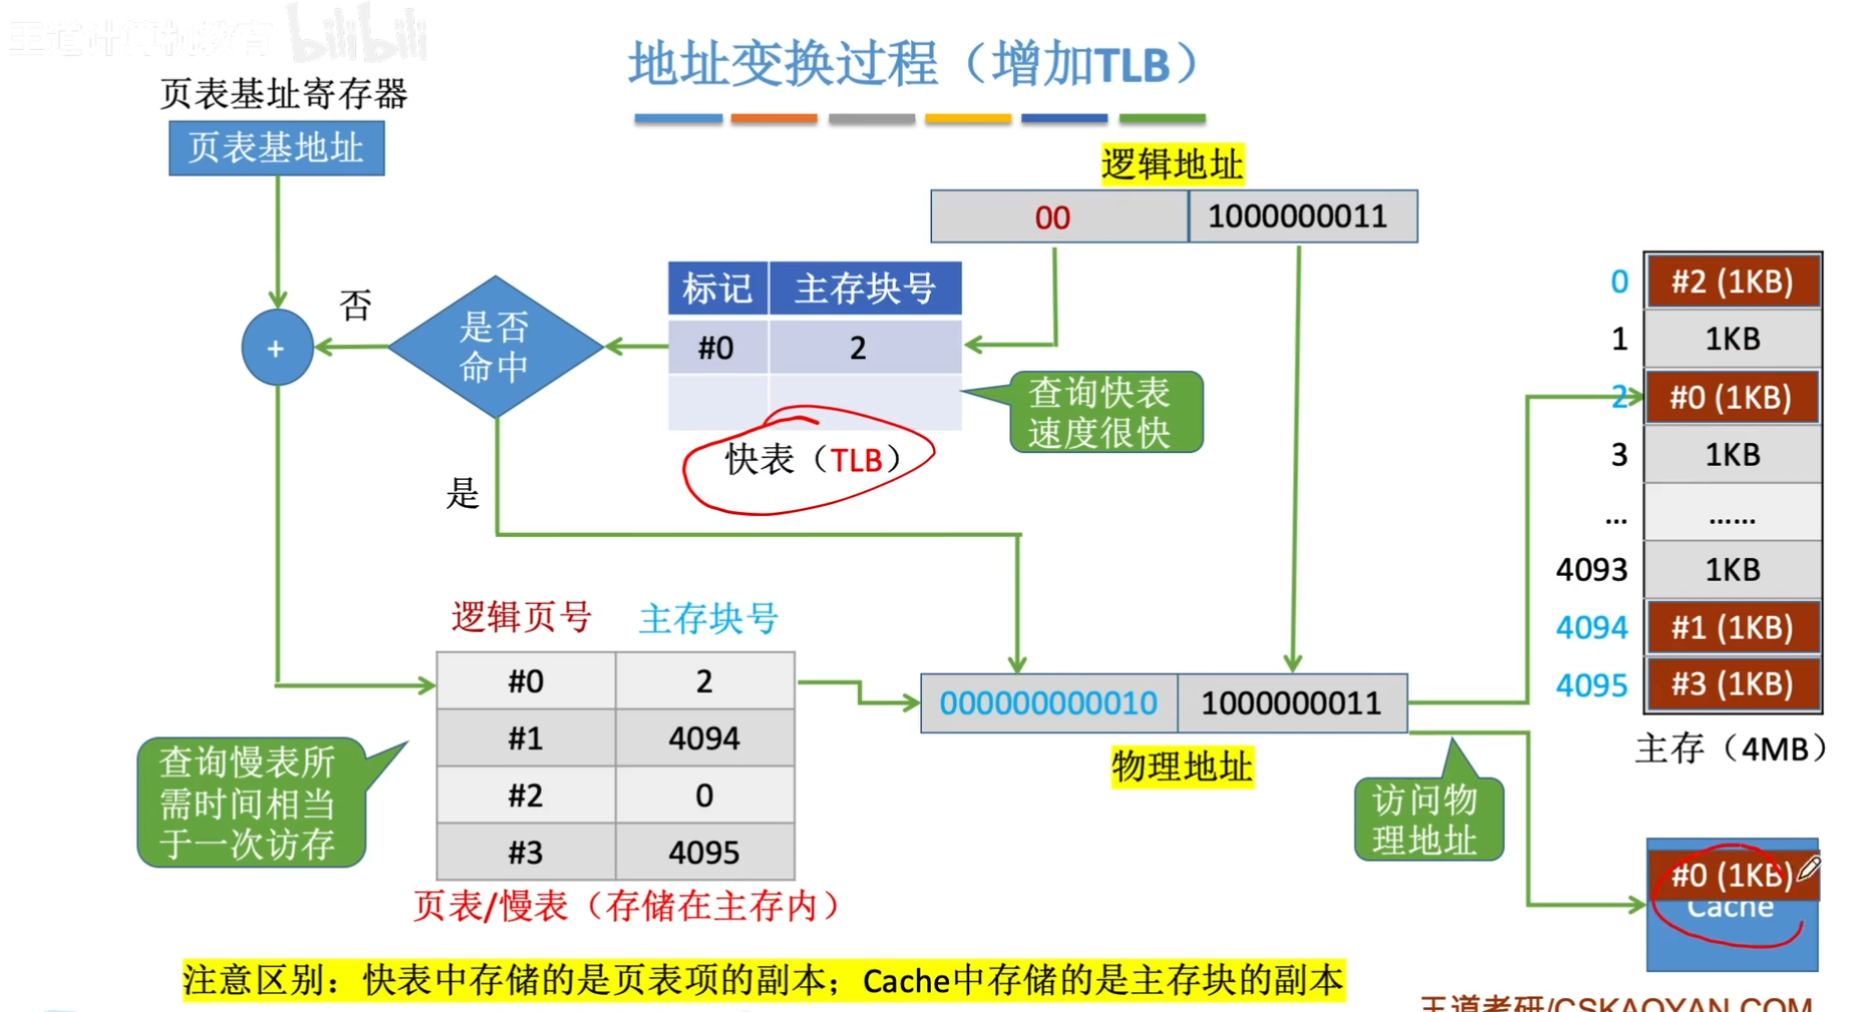 王道计算机教育 bilibili
地址变换过程（增加TLB）
页表基址寄存器
页表基地址
逻辑地址
00 1000000011
标记 主存块号
#0 2
快表（TLB）
查询快表
速度很快
是否
命中
否
+
是
0 #2 (1KB)
1 1KB
2 #0 (1KB)
3 1KB
... ......
4093 1KB
4094 #1 (1KB)
4095 #3 (1KB)
主存（4MB）
逻辑页号 主存块号
#0 2
#1 4094
#2 0
#3 4095
页表/慢表（存储在主存内）
查询慢表所
需时间相当
于一次访存
000000000010 1000000011
物理地址
访问物
理地址
#0 (1KB)
Cache
注意区别：快表中存储的是页表项的副本；Cache中存储的是主存块的副本
王道考研/CSKAOYAN.COM